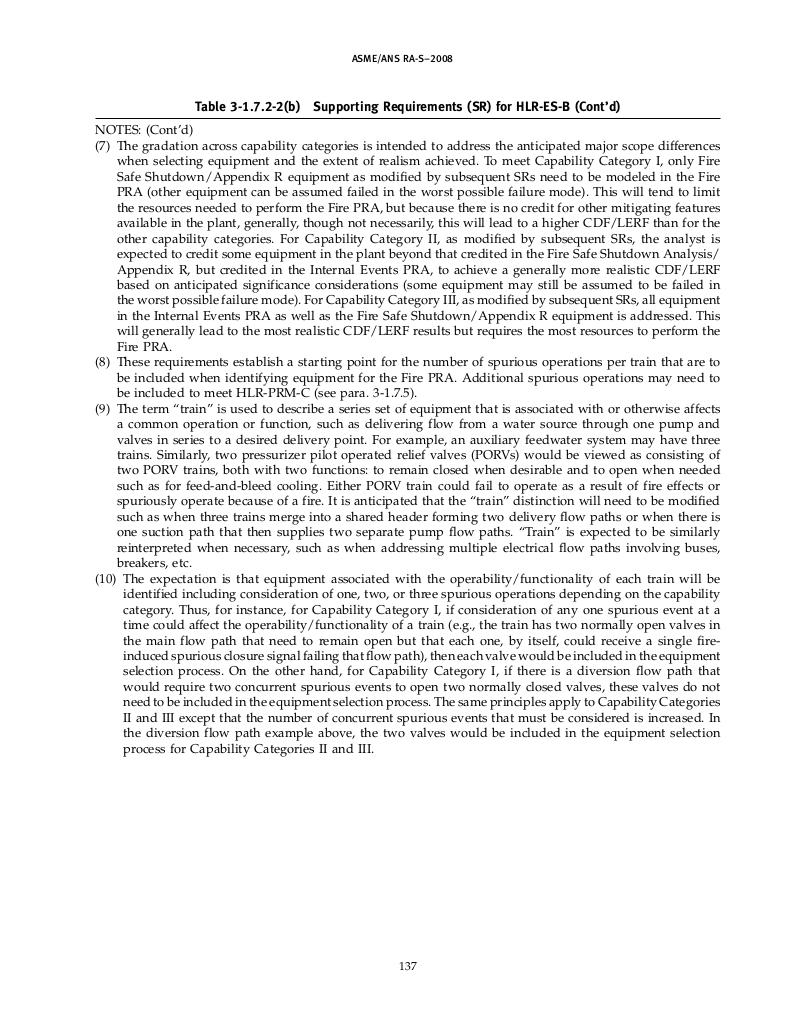 ASME/ANS RA-S–2008
Table 3-1.7.2-2(b) Supporting Requirements (SR) for HLR-ES-B (Cont’d)
NOTES: (Cont’d)
(7) The gradation across capability categories is intended to address the anticipated major scope differences
when selecting equipment and the extent of realism achieved. To meet Capability Category I, only Fire
Safe Shutdown/Appendix R equipment as modified by subsequent SRs need to be modeled in the Fire
PRA (other equipment can be assumed failed in the worst possible failure mode). This will tend to limit
the resources needed to perform the Fire PRA, but because there is no credit for other mitigating features
available in the plant, generally, though not necessarily, this will lead to a higher CDF/LERF than for the
other capability categories. For Capability Category II, as modified by subsequent SRs, the analyst is
expected to credit some equipment in the plant beyond that credited in the Fire Safe Shutdown Analysis/
Appendix R, but credited in the Internal Events PRA, to achieve a generally more realistic CDF/LERF
based on anticipated significance considerations (some equipment may still be assumed to be failed in
the worst possible failure mode). For Capability Category III, as modified by subsequent SRs, all equipment
in the Internal Events PRA as well as the Fire Safe Shutdown/Appendix R equipment is addressed. This
will generally lead to the most realistic CDF/LERF results but requires the most resources to perform the
Fire PRA.
(8) These requirements establish a starting point for the number of spurious operations per train that are to
be included when identifying equipment for the Fire PRA. Additional spurious operations may need to
be included to meet HLR-PRM-C (see para. 3-1.7.5).
(9) The term “train” is used to describe a series set of equipment that is associated with or otherwise affects
a common operation or function, such as delivering flow from a water source through one pump and
valves in series to a desired delivery point. For example, an auxiliary feedwater system may have three
trains. Similarly, two pressurizer pilot operated relief valves (PORVs) would be viewed as consisting of
two PORV trains, both with two functions: to remain closed when desirable and to open when needed
such as for feed-and-bleed cooling. Either PORV train could fail to operate as a result of fire effects or
spuriously operate because of a fire. It is anticipated that the “train” distinction will need to be modified
such as when three trains merge into a shared header forming two delivery flow paths or when there is
one suction path that then supplies two separate pump flow paths. “Train” is expected to be similarly
reinterpreted when necessary, such as when addressing multiple electrical flow paths involving buses,
breakers, etc.
(10) The expectation is that equipment associated with the operability/functionality of each train will be
identified including consideration of one, two, or three spurious operations depending on the capability
category. Thus, for instance, for Capability Category I, if consideration of any one spurious event at a
time could affect the operability/functionality of a train (e.g., the train has two normally open valves in
the main flow path that need to remain open but that each one, by itself, could receive a single fire-
induced spurious closure signal failing that flow path), then each valve would be included in the equipment
selection process. On the other hand, for Capability Category I, if there is a diversion flow path that
would require two concurrent spurious events to open two normally closed valves, these valves do not
need to be included in the equipment selection process. The same principles apply to Capability Categories
II and III except that the number of concurrent spurious events that must be considered is increased. In
the diversion flow path example above, the two valves would be included in the equipment selection
process for Capability Categories II and III.
137